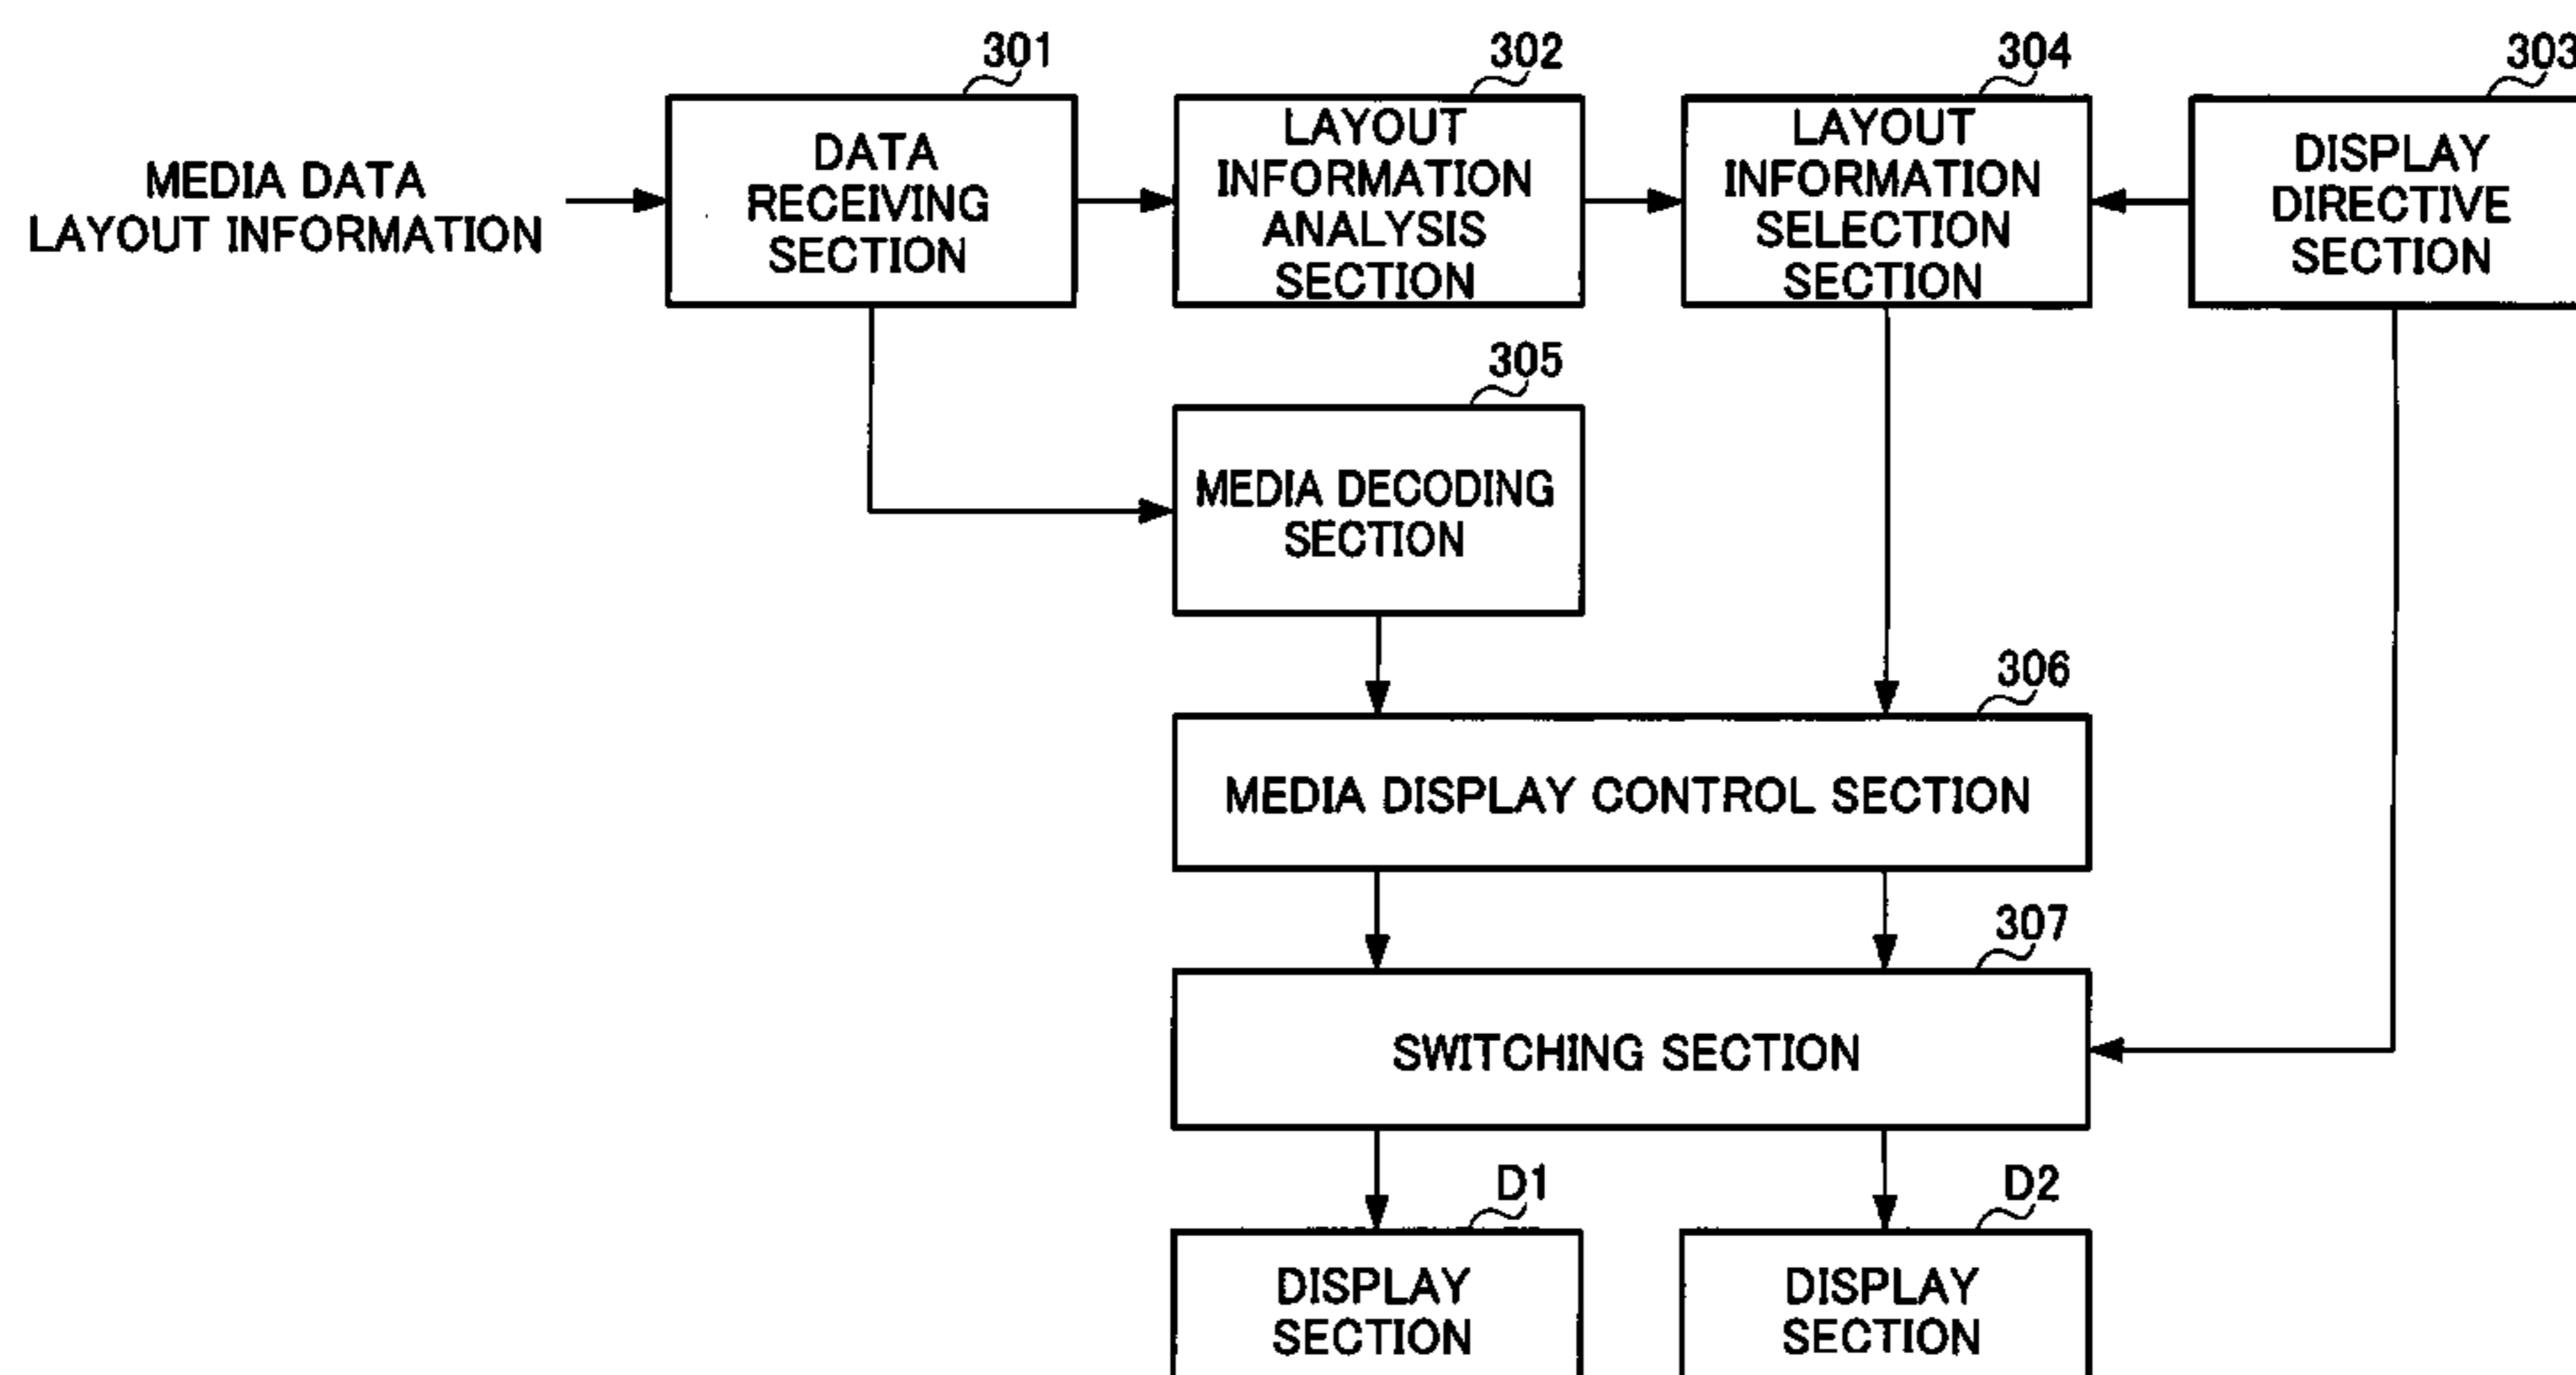 301
302
304
303
MEDIA DATA
LAYOUT INFORMATION
DATA
RECEIVING
SECTION
LAYOUT
INFORMATION
ANALYSIS
SECTION
LAYOUT
INFORMATION
SELECTION
SECTION
DISPLAY
DIRECTIVE
SECTION
305
MEDIA DECODING
SECTION
306
MEDIA DISPLAY CONTROL SECTION
307
SWITCHING SECTION
D1
D2
DISPLAY
SECTION
DISPLAY
SECTION